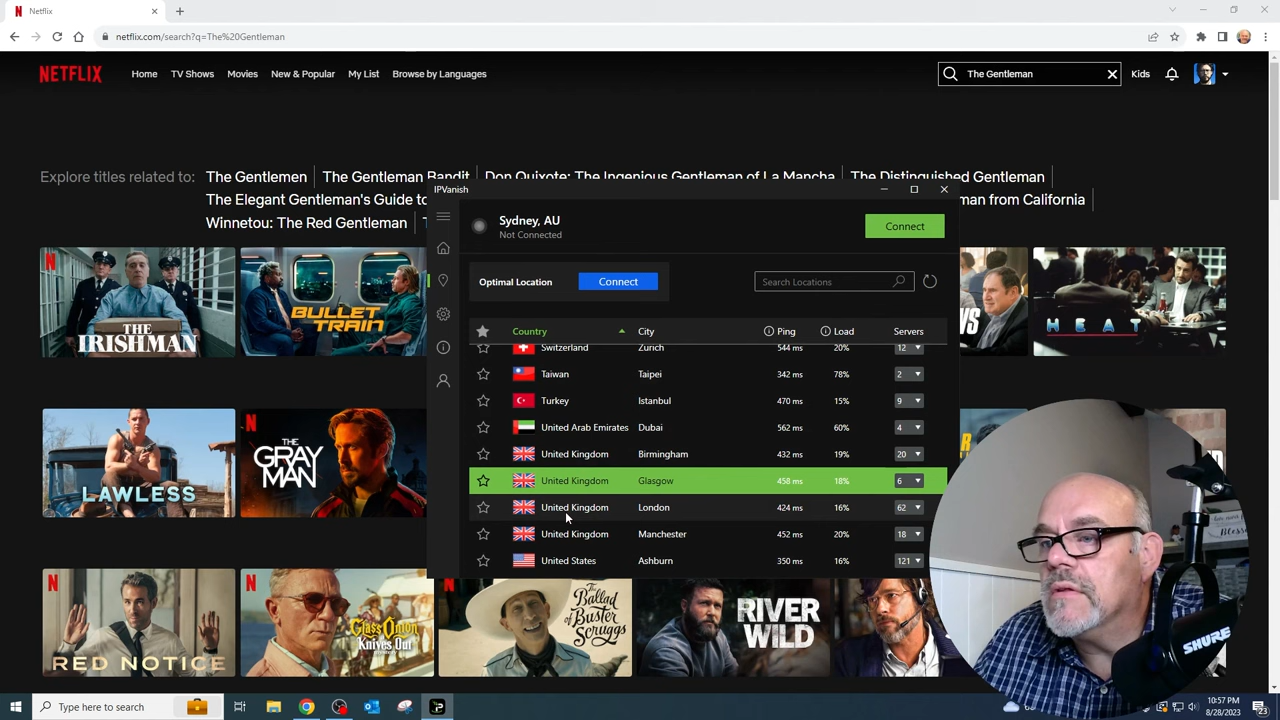 Netflix
netflix.com/search?q=The%20Gentleman
NETFLIX
Home TV Shows Movies New & Popular My List Browse by Languages
The Gentleman
Kids
Explore titles related to: The Gentlemen The Gentleman Bandit Don Quixote: The Ingenious Gentleman of La Mancha The Distinguished Gentleman
The Elegant Gentleman's Guide to
man from California
Winnetou: The Red Gentleman
IPVanish
Sydney, AU
Not Connected
Connect
Optimal Location Connect Search Locations
Country City Ping Load Servers
Switzerland Zurich 544 ms 20% 12
Taiwan Taipei 342 ms 78% 2
Turkey Istanbul 470 ms 15% 9
United Arab Emirates Dubai 562 ms 60% 4
United Kingdom Birmingham 432 ms 19% 20
United Kingdom Glasgow 458 ms 18% 6
United Kingdom London 424 ms 16% 62
United Kingdom Manchester 452 ms 20% 18
United States Ashburn 350 ms 16% 121
THE
IRISHMAN
BULLET
TRAIN
HEAT
LAWLESS
THE
GRAY
MAN
RED NOTICE
Glass Onion
Knives Out
The
Ballad
of
Buster
Scruggs
RIVER
WILD
SHURE
Type here to search
10:57 PM
8/28/2023
23